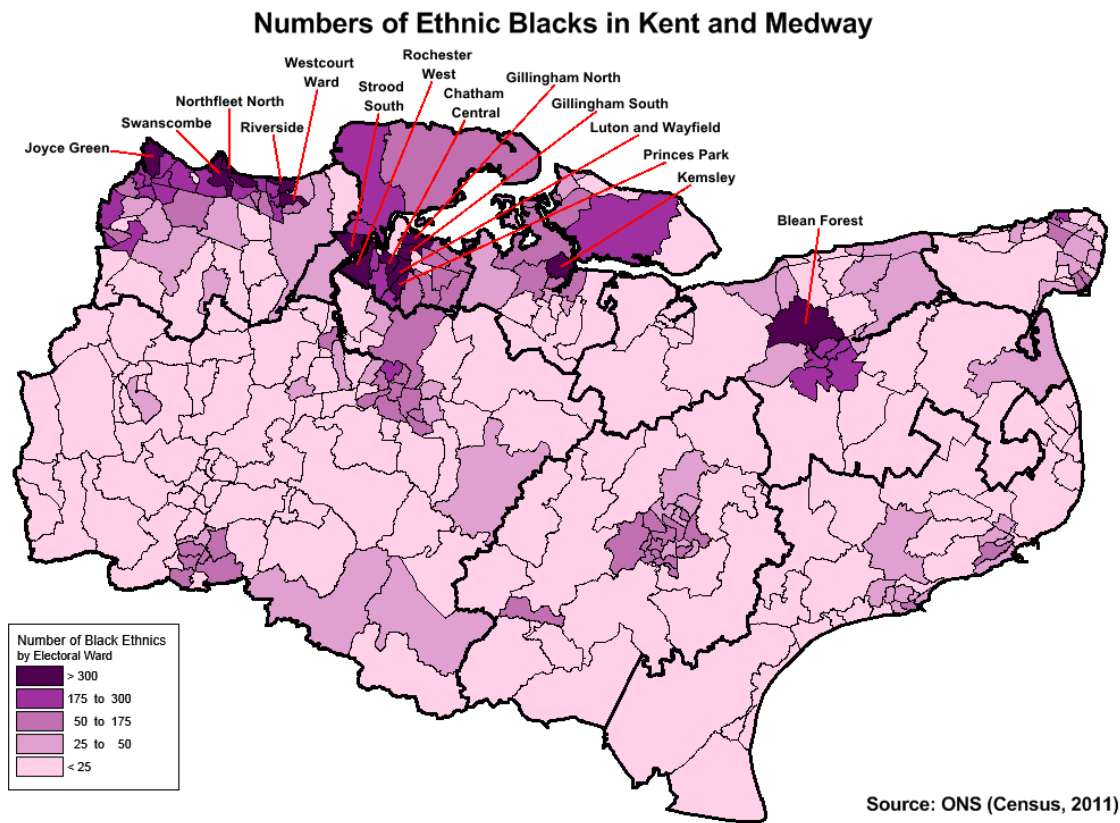 Numbers of Ethnic Blacks in Kent and Medway
Rochester
West
Westcourt
Ward
Strood
South
Chatham
Central
Gillingham North
Northfleet North
Gillingham South
Swanscombe
Riverside
Luton and Wayfield
Joyce Green
Princes Park
Kemsley
Blean Forest
Number of Black Ethnics
by Electoral Ward
> 300
175 to 300
50 to 175
25 to 50
< 25
Source: ONS (Census, 2011)